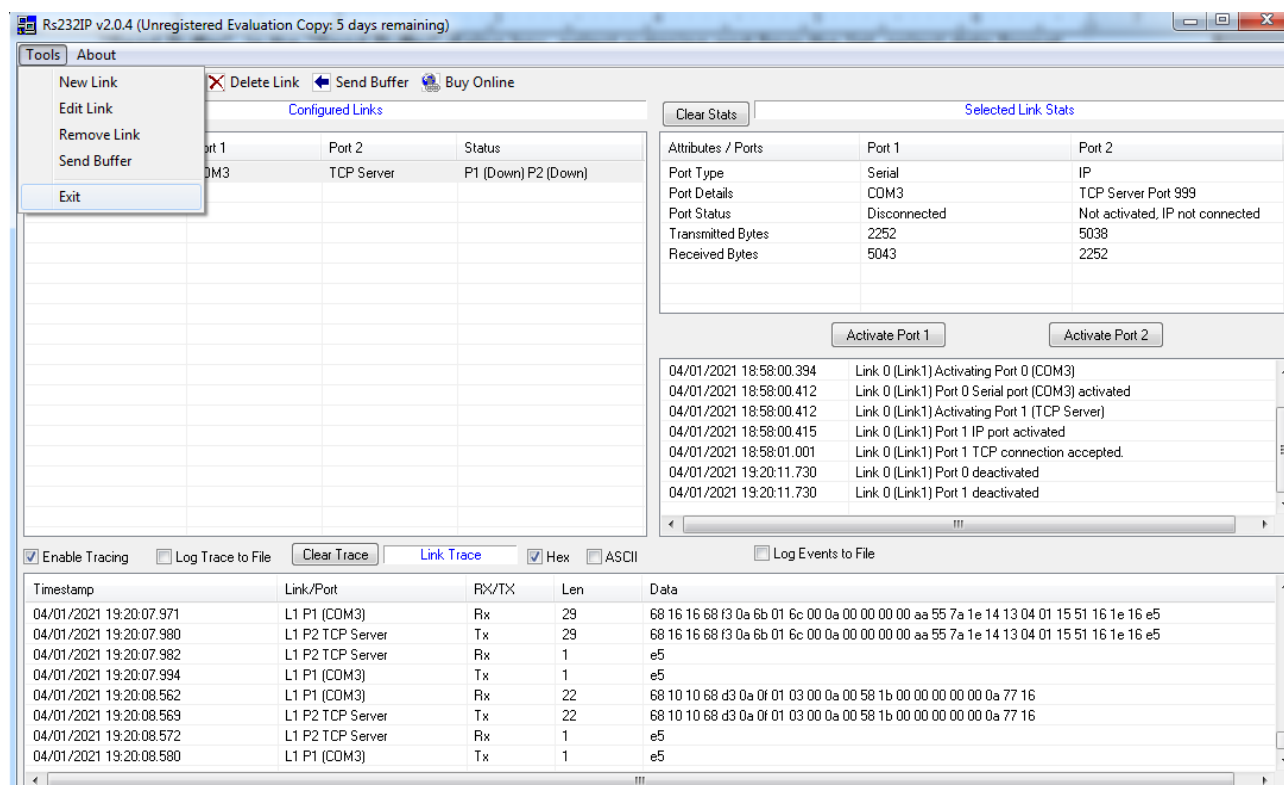 Rs232IP v2.0.4 (Unregistered Evaluation Copy: 5 days remaining)
Tools About
New Link
Edit Link
Remove Link
Send Buffer
Exit
Delete Link Send Buffer Buy Online
Configured Links
ort 1 Port 2 Status
OM3 TCP Server P1 (Down) P2 (Down)
Clear Stats Selected Link Stats
Attributes / Ports Port 1 Port 2
Port Type Serial IP
Port Details COM3 TCP Server Port 999
Port Status Disconnected Not activated, IP not connected
Transmitted Bytes 2252 5038
Received Bytes 5043 2252
Activate Port 1 Activate Port 2
04/01/2021 18:58:00.394 Link 0 (Link1) Activating Port 0 (COM3)
04/01/2021 18:58:00.412 Link 0 (Link1) Port 0 Serial port (COM3) activated
04/01/2021 18:58:00.412 Link 0 (Link1) Activating Port 1 (TCP Server)
04/01/2021 18:58:00.415 Link 0 (Link1) Port 1 IP port activated
04/01/2021 18:58:01.001 Link 0 (Link1) Port 1 TCP connection accepted.
04/01/2021 19:20:11.730 Link 0 (Link1) Port 0 deactivated
04/01/2021 19:20:11.730 Link 0 (Link1) Port 1 deactivated
Enable Tracing Log Trace to File Clear Trace Link Trace Hex ASCII Log Events to File
Timestamp Link/Port RX/TX Len Data
04/01/2021 19:20:07.971 L1 P1 (COM3) Rx 29 68 16 16 68 f3 0a 6b 01 6c 00 0a 00 00 00 00 aa 55 7a 1e 14 13 04 01 15 51 16 1e 16 e5
04/01/2021 19:20:07.980 L1 P2 TCP Server Tx 29 68 16 16 68 f3 0a 6b 01 6c 00 0a 00 00 00 00 aa 55 7a 1e 14 13 04 01 15 51 16 1e 16 e5
04/01/2021 19:20:07.982 L1 P2 TCP Server Rx 1 e5
04/01/2021 19:20:07.994 L1 P1 (COM3) Tx 1 e5
04/01/2021 19:20:08.562 L1 P1 (COM3) Rx 22 68 10 10 68 d3 0a 0f 01 03 00 0a 00 58 1b 00 00 00 00 00 0a 77 16
04/01/2021 19:20:08.569 L1 P2 TCP Server Tx 22 68 10 10 68 d3 0a 0f 01 03 00 0a 00 58 1b 00 00 00 00 00 0a 77 16
04/01/2021 19:20:08.572 L1 P2 TCP Server Rx 1 e5
04/01/2021 19:20:08.580 L1 P1 (COM3) Tx 1 e5